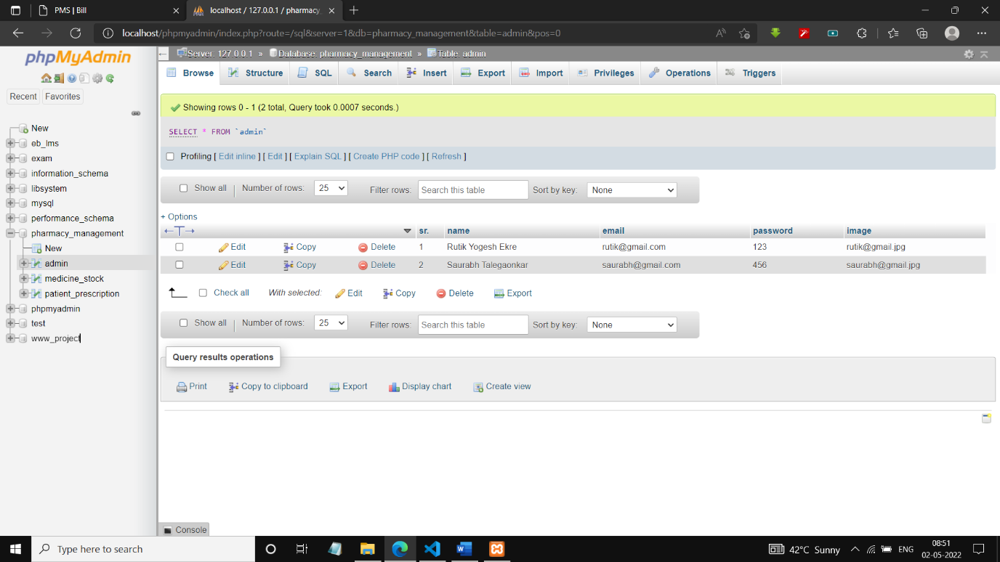 PMS | Bill
localhost / 127.0.0.1 / pharmacy_
localhost/phpmyadmin/index.php?route=/sql&server=1&db=pharmacy_management&table=admin&pos=0
phpMyAdmin
Recent Favorites
New
eb_lms
exam
information_schema
libsystem
mysql
performance_schema
pharmacy_management
New
admin
medicine_stock
patient_prescription
phpmyadmin
test
www_project
Server: 127.0.0.1 » Database: pharmacy_management » Table: admin
Browse Structure SQL Search Insert Export Import Privileges Operations Triggers
Showing rows 0 - 1 (2 total, Query took 0.0007 seconds.)
SELECT * FROM `admin`
Profiling [ Edit inline ] [ Edit ] [ Explain SQL ] [ Create PHP code ] [ Refresh ]
Show all | Number of rows: 25 Filter rows: Search this table Sort by key: None
+ Options
←T→ sr. name email password image
Edit Copy Delete 1 Rutik Yogesh Ekre rutik@gmail.com 123 rutik@gmail.jpg
Edit Copy Delete 2 Saurabh Talegaonkar saurabh@gmail.com 456 saurabh@gmail.jpg
Check all With selected: Edit Copy Delete Export
Show all | Number of rows: 25 Filter rows: Search this table Sort by key: None
Query results operations
Print Copy to clipboard Export Display chart Create view
Console
Type here to search
42°C Sunny
ENG
08:51
02-05-2022